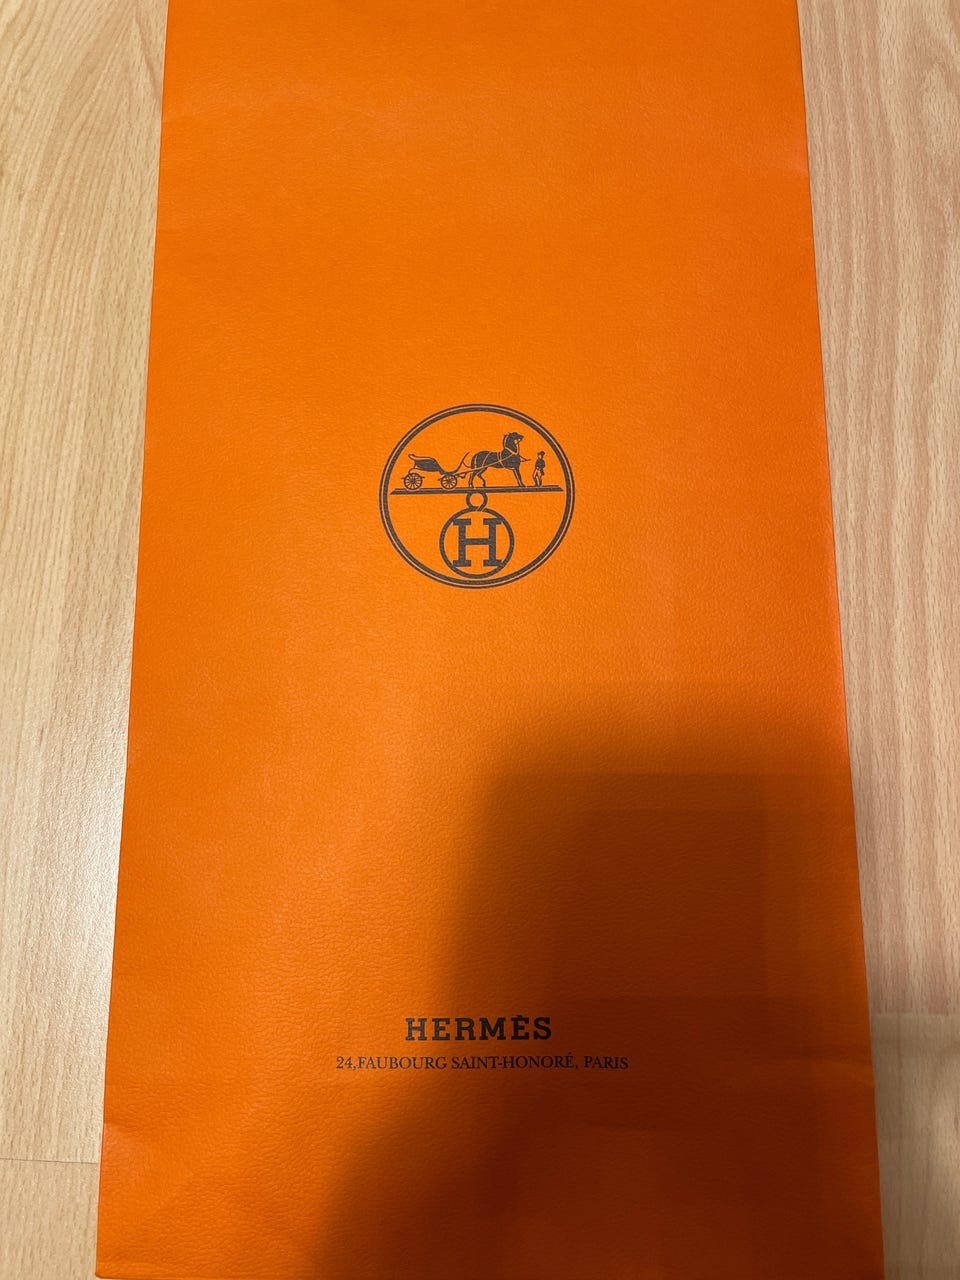 H
HERMÈS
24,FAUBOURG SAINT-HONORÉ, PARIS